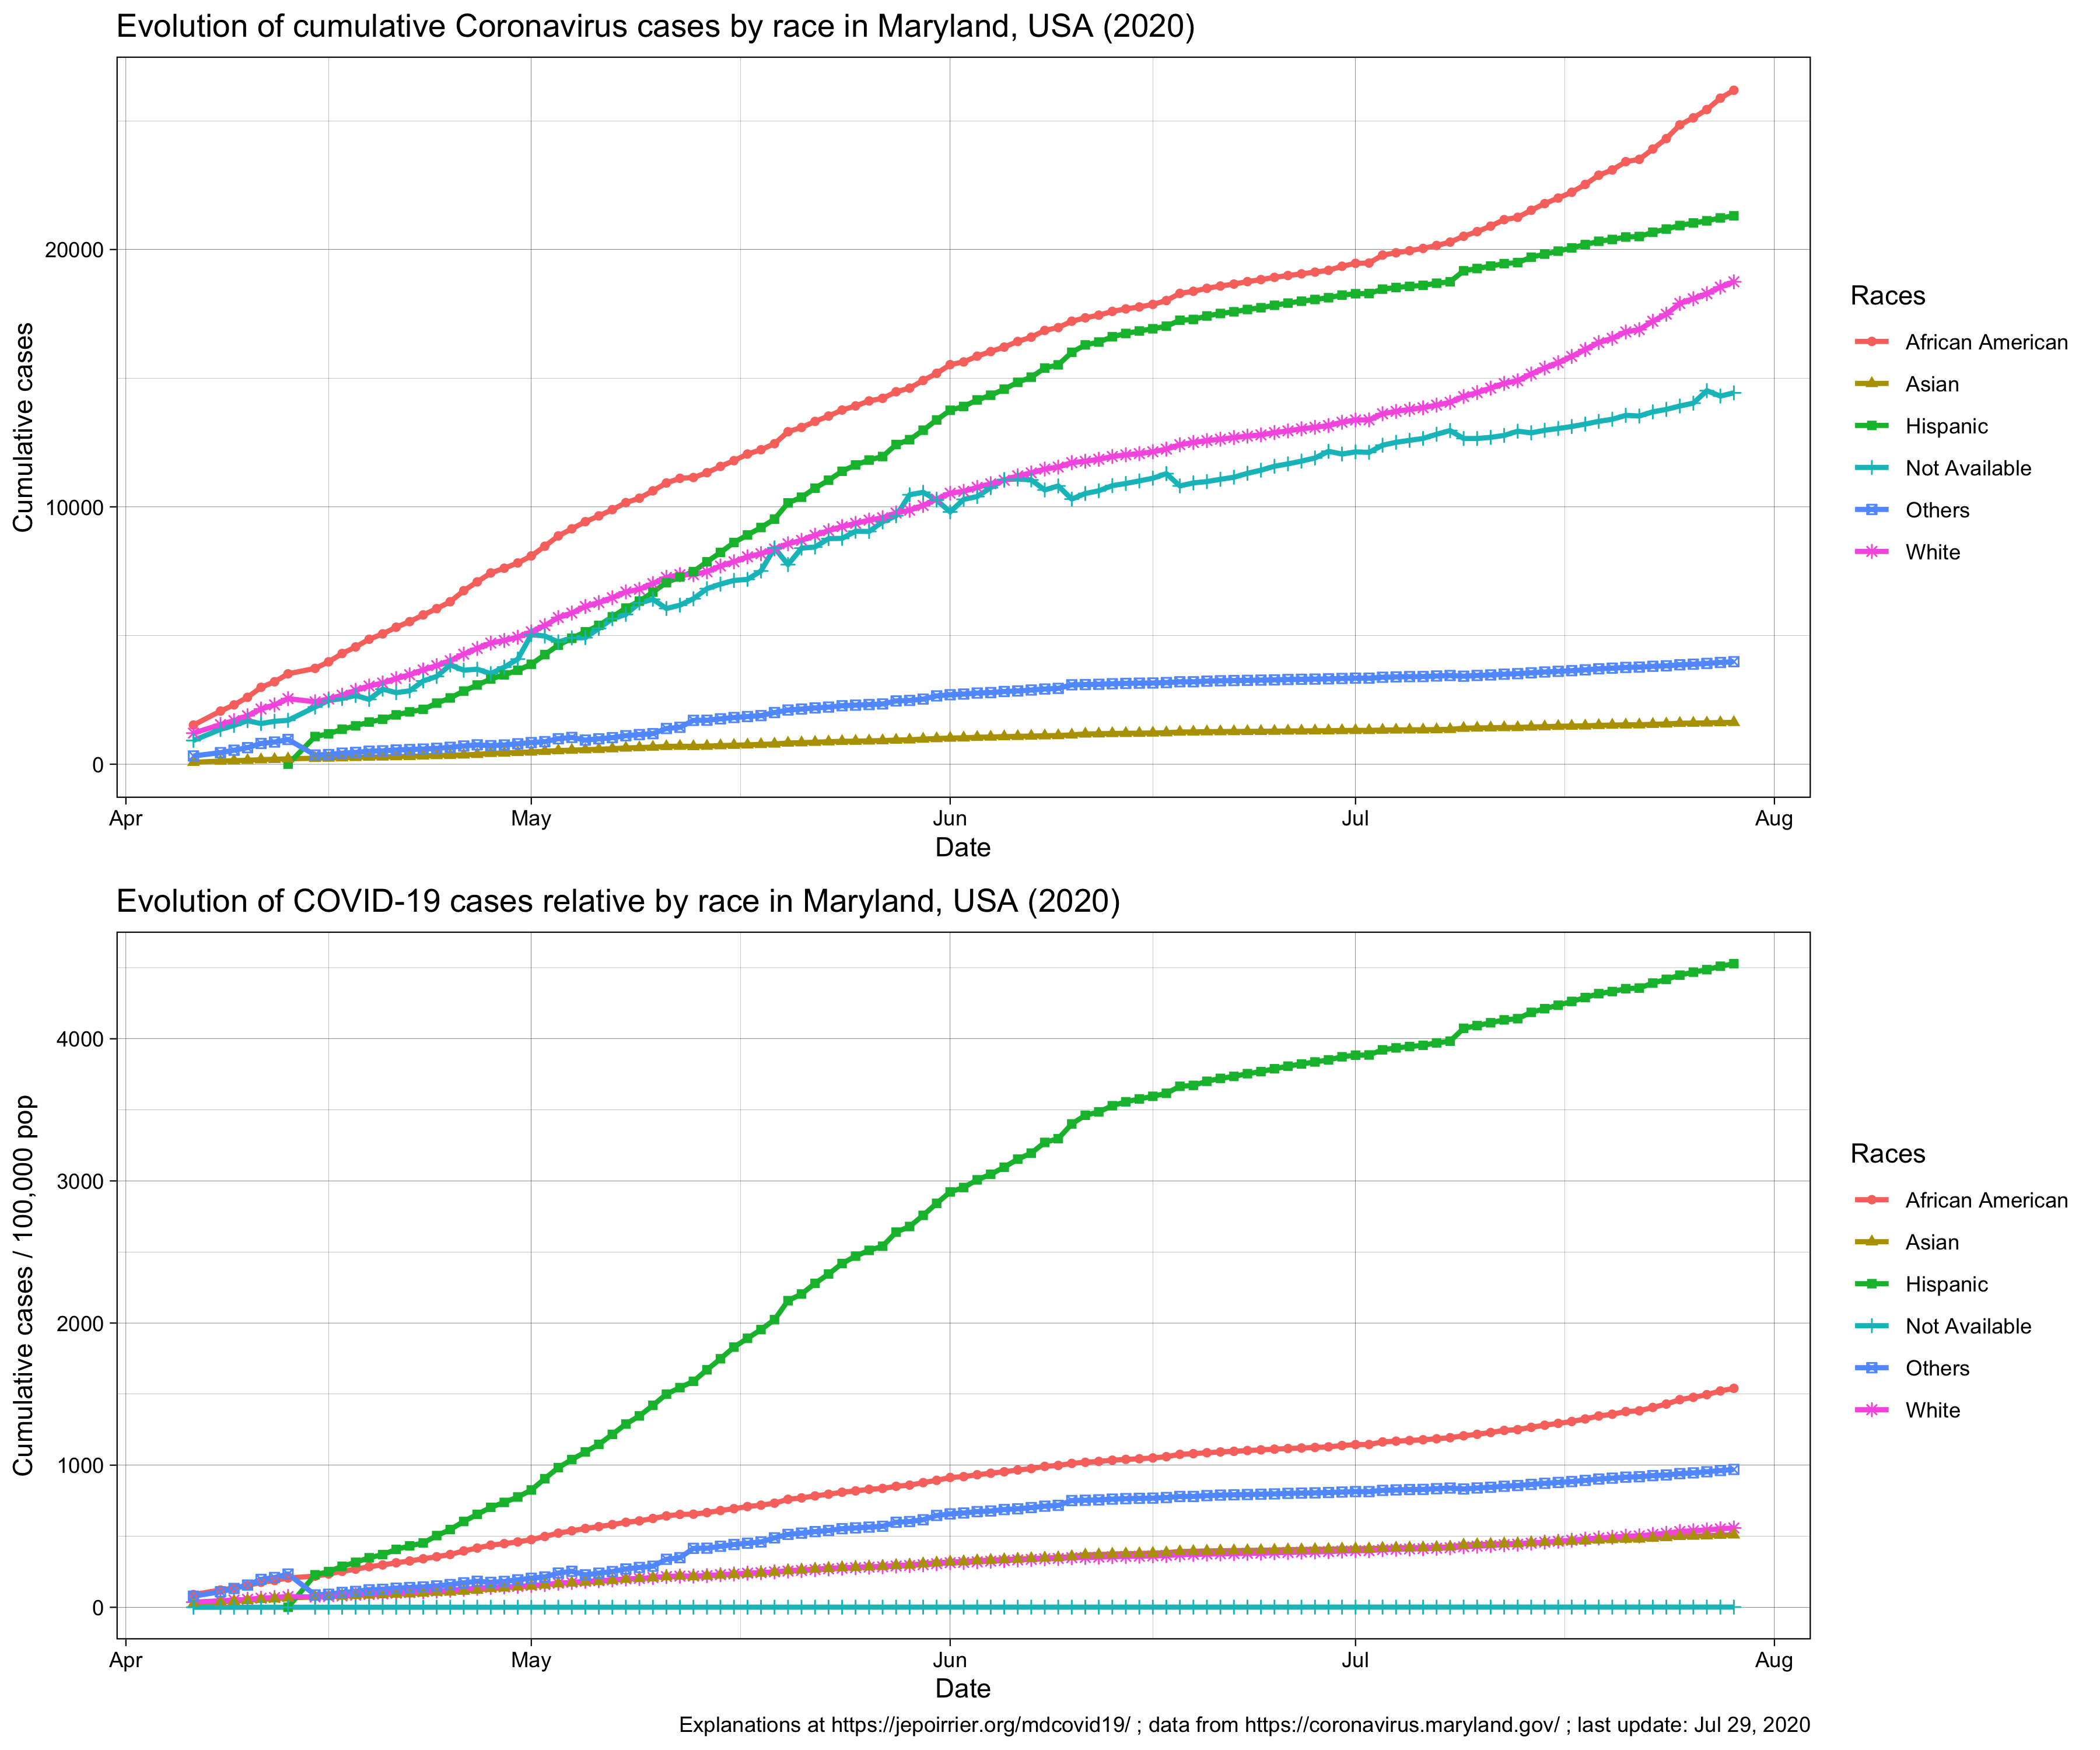 Evolution of cumulative Coronavirus cases by race in Maryland, USA (2020)
Cumulative cases
20000
10000
0
Apr May Jun Jul Aug
Date
Races
African American
Asian
Hispanic
Not Available
Others
White
Evolution of COVID-19 cases relative by race in Maryland, USA (2020)
Cumulative cases / 100,000 pop
4000
3000
2000
1000
0
Apr May Jun Jul Aug
Date
Races
African American
Asian
Hispanic
Not Available
Others
White
Explanations at https://jepoirrier.org/mdcovid19/ ; data from https://coronavirus.maryland.gov/ ; last update: Jul 29, 2020